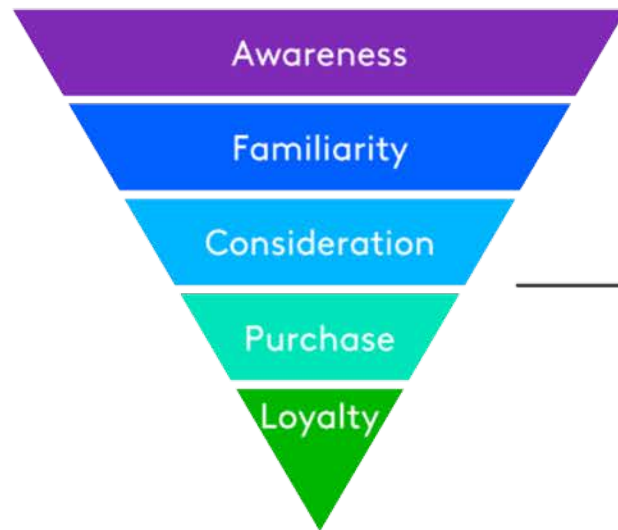 Awareness
Familiarity
Consideration
Purchase
Loyalty